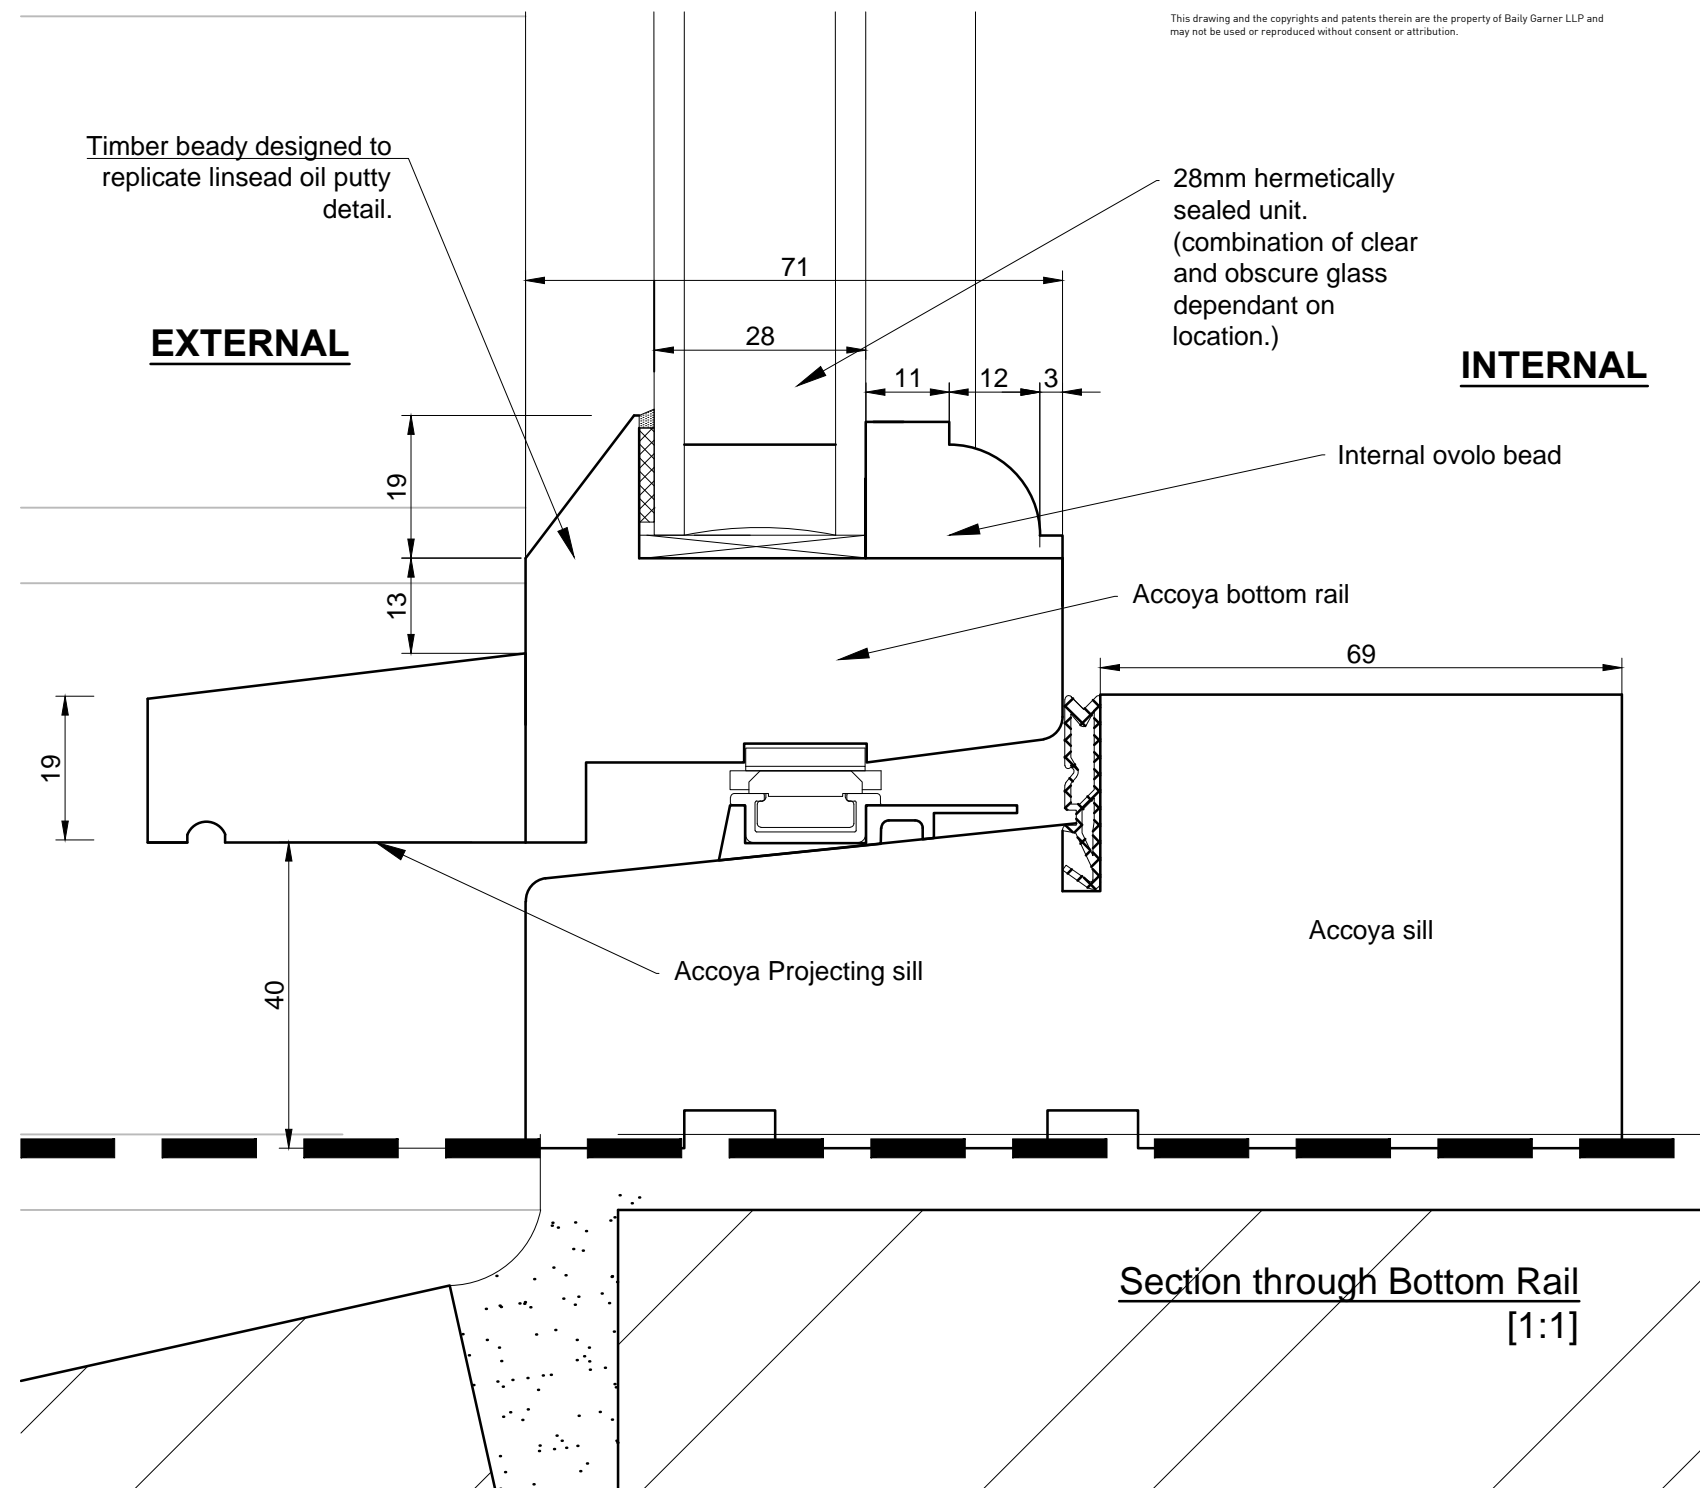 This drawing and the copyrights and patents therein are the property of Baily Garner LLP and
may not be used or reproduced without consent or attribution.
Timber beady designed to
replicate linsead oil putty
detail.
28mm hermetically
sealed unit.
(combination of clear
and obscure glass
dependant on
location.)
71
EXTERNAL
28
INTERNAL
11
12
3
Internal ovolo bead
19
13
Accoya bottom rail
69
19
Accoya sill
Accoya Projecting sill
40
Section through Bottom Rail
[1:1]